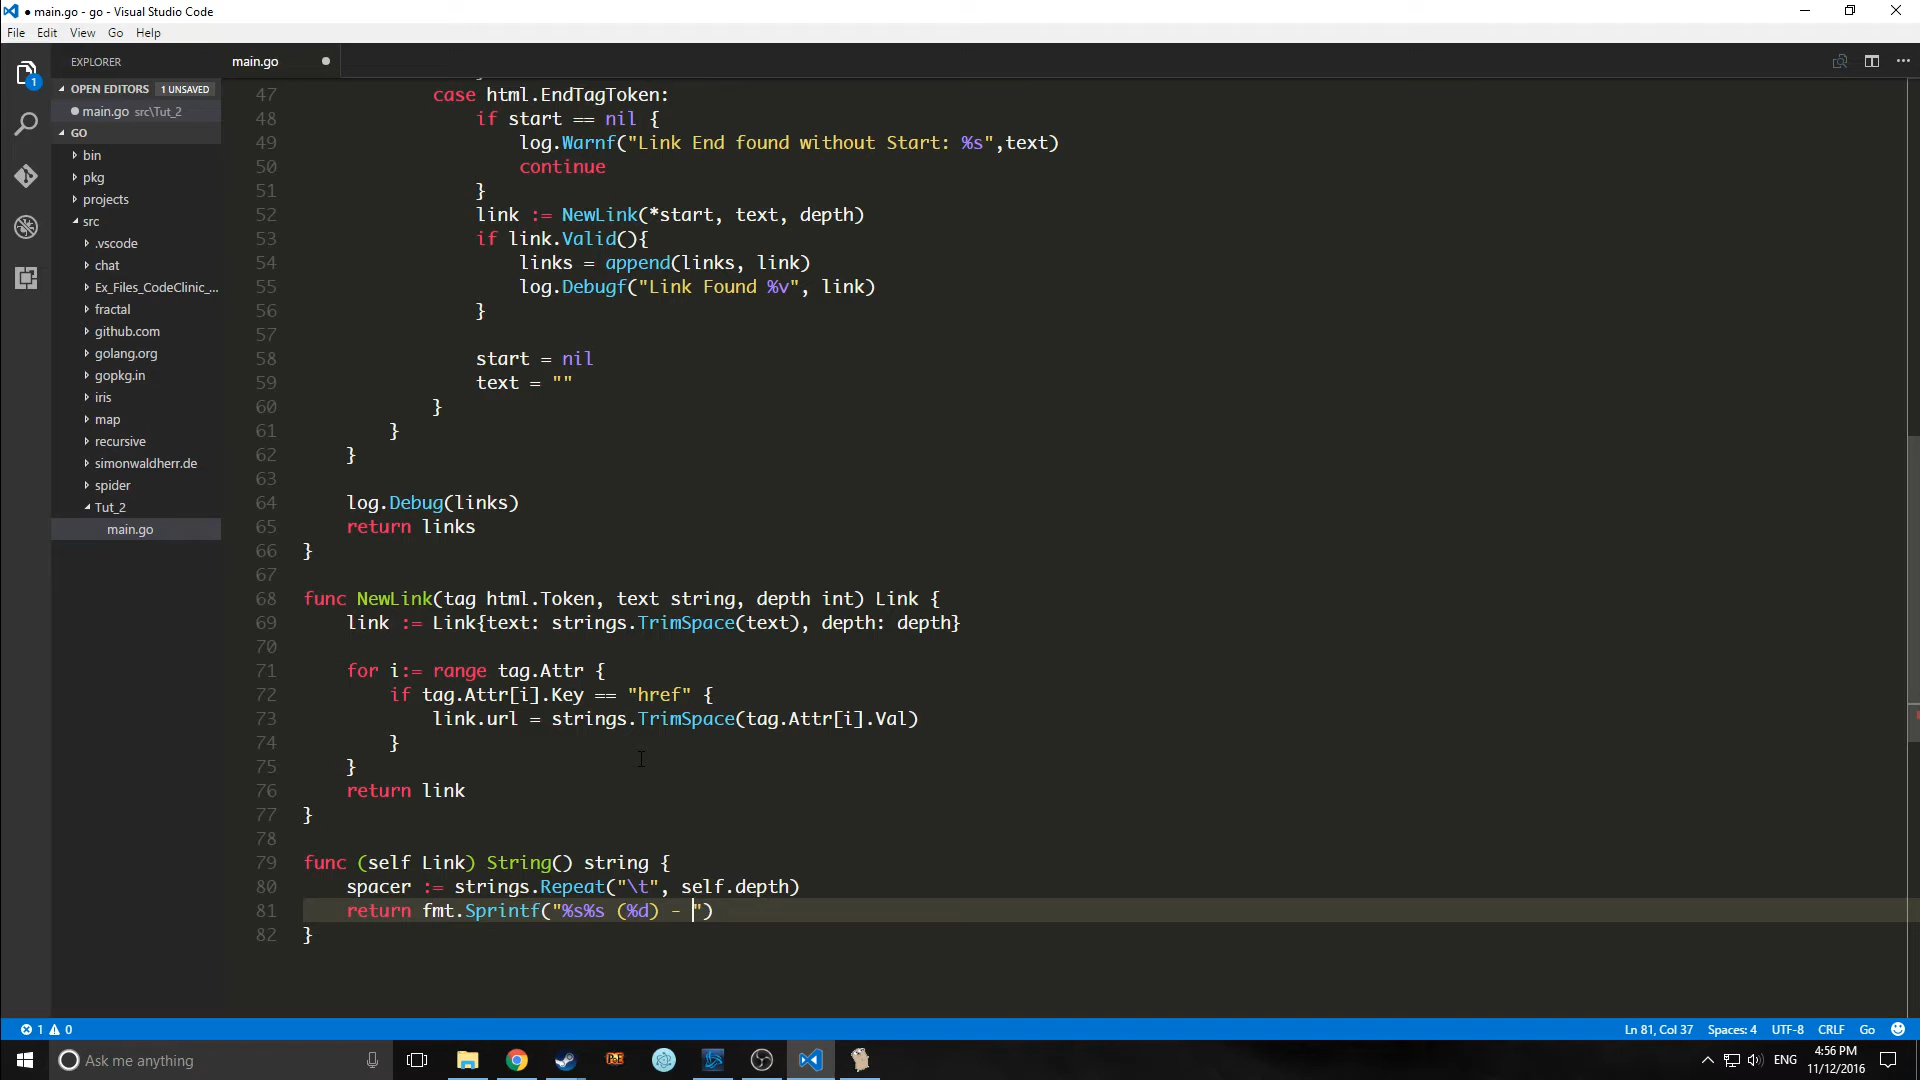 ● main.go - go - Visual Studio Code
File Edit View Go Help
EXPLORER
main.go
OPEN EDITORS 1 UNSAVED
main.go src\Tut_2
GO
bin
pkg
projects
src
.vscode
chat
Ex_Files_CodeClinic_...
fractal
github.com
golang.org
gopkg.in
iris
map
recursive
simonwaldherr.de
spider
Tut_2
main.go
1
47 case html.EndTagToken:
48 if start == nil {
49 log.Warnf("Link End found without Start: %s",text)
50 continue
51 }
52 link := NewLink(*start, text, depth)
53 if link.Valid(){
54 links = append(links, link)
55 log.Debugf("Link Found %v", link)
56 }
57
58 start = nil
59 text = ""
60 }
61 }
62 }
63
64 log.Debug(links)
65 return links
66 }
67
68 func NewLink(tag html.Token, text string, depth int) Link {
69 link := Link{text: strings.TrimSpace(text), depth: depth}
70
71 for i:= range tag.Attr {
72 if tag.Attr[i].Key == "href" {
73 link.url = strings.TrimSpace(tag.Attr[i].Val)
74 }
75 }
76 return link
77 }
78
79 func (self Link) String() string {
80 spacer := strings.Repeat("\t", self.depth)
81 return fmt.Sprintf("%s%s (%d) - ")
82 }
1 0
Ln 81, Col 37 Spaces: 4 UTF-8 CRLF Go
Ask me anything
ENG
4:56 PM
11/12/2016